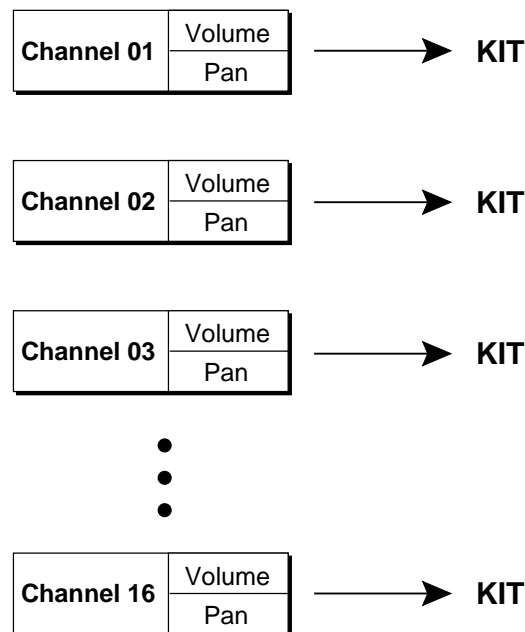 Channel 01 Volume Pan KIT
Channel 02 Volume Pan KIT
Channel 03 Volume Pan KIT
Channel 16 Volume Pan KIT